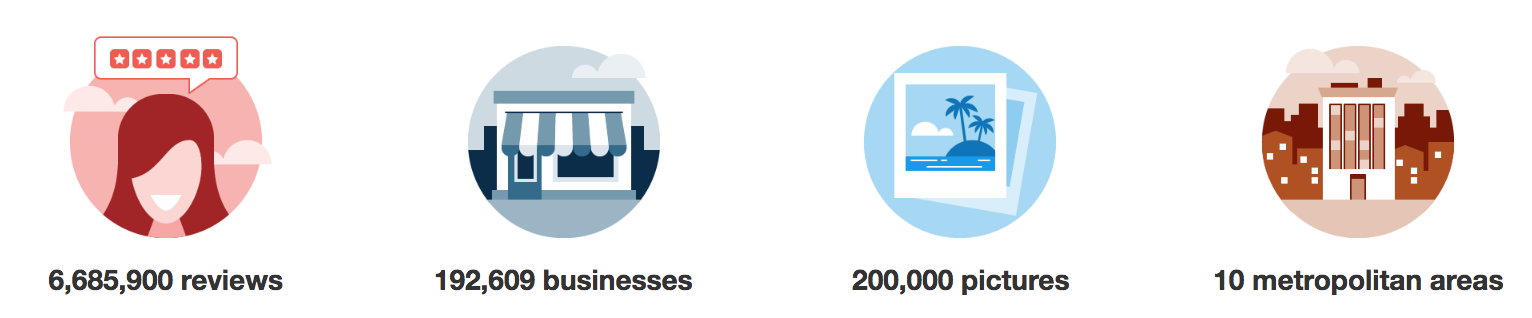 6,685,900 reviews
192,609 businesses
200,000 pictures
10 metropolitan areas